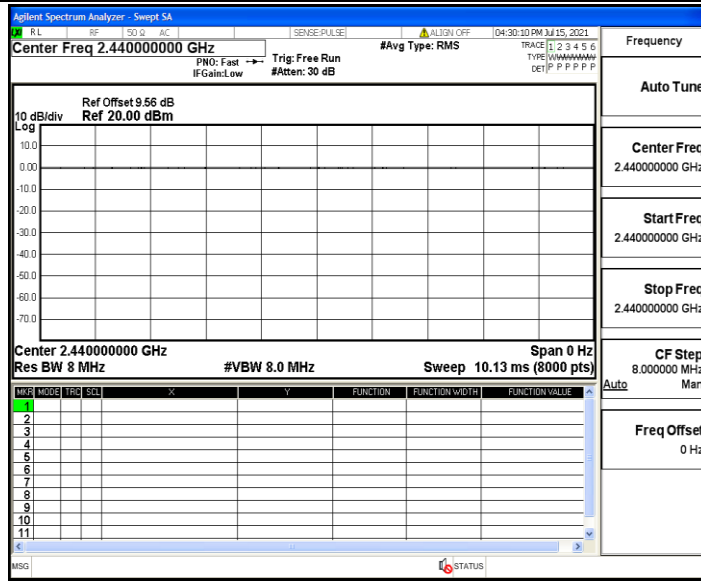 Agilent Spectrum Analyzer - Swept SA
RL RF 50 Ω AC SENSE:PULSE ALIGN OFF 04:30:10 PM Jul 15, 2021
Center Freq 2.440000000 GHz
PNO: Fast
IFGain:Low
Trig: Free Run
#Atten: 30 dB
#Avg Type: RMS
TRACE 1 2 3 4 5 6
TYPE WWWWWW
DET P P P P P P
Ref Offset 9.56 dB
10 dB/div Ref 20.00 dBm
Log
10.0
0.00
-10.0
-20.0
-30.0
-40.0
-50.0
-60.0
-70.0
Center 2.440000000 GHz Span 0 Hz
Res BW 8 MHz #VBW 8.0 MHz Sweep 10.13 ms (8000 pts)
MKR MODE TRC SCL X Y FUNCTION FUNCTION WIDTH FUNCTION VALUE
1
2
3
4
5
6
7
8
9
10
11
MSG STATUS
Frequency
Auto Tune
Center Freq
2.440000000 GHz
Start Freq
2.440000000 GHz
Stop Freq
2.440000000 GHz
CF Step
8.000000 MHz
Auto Man
Freq Offset
0 Hz